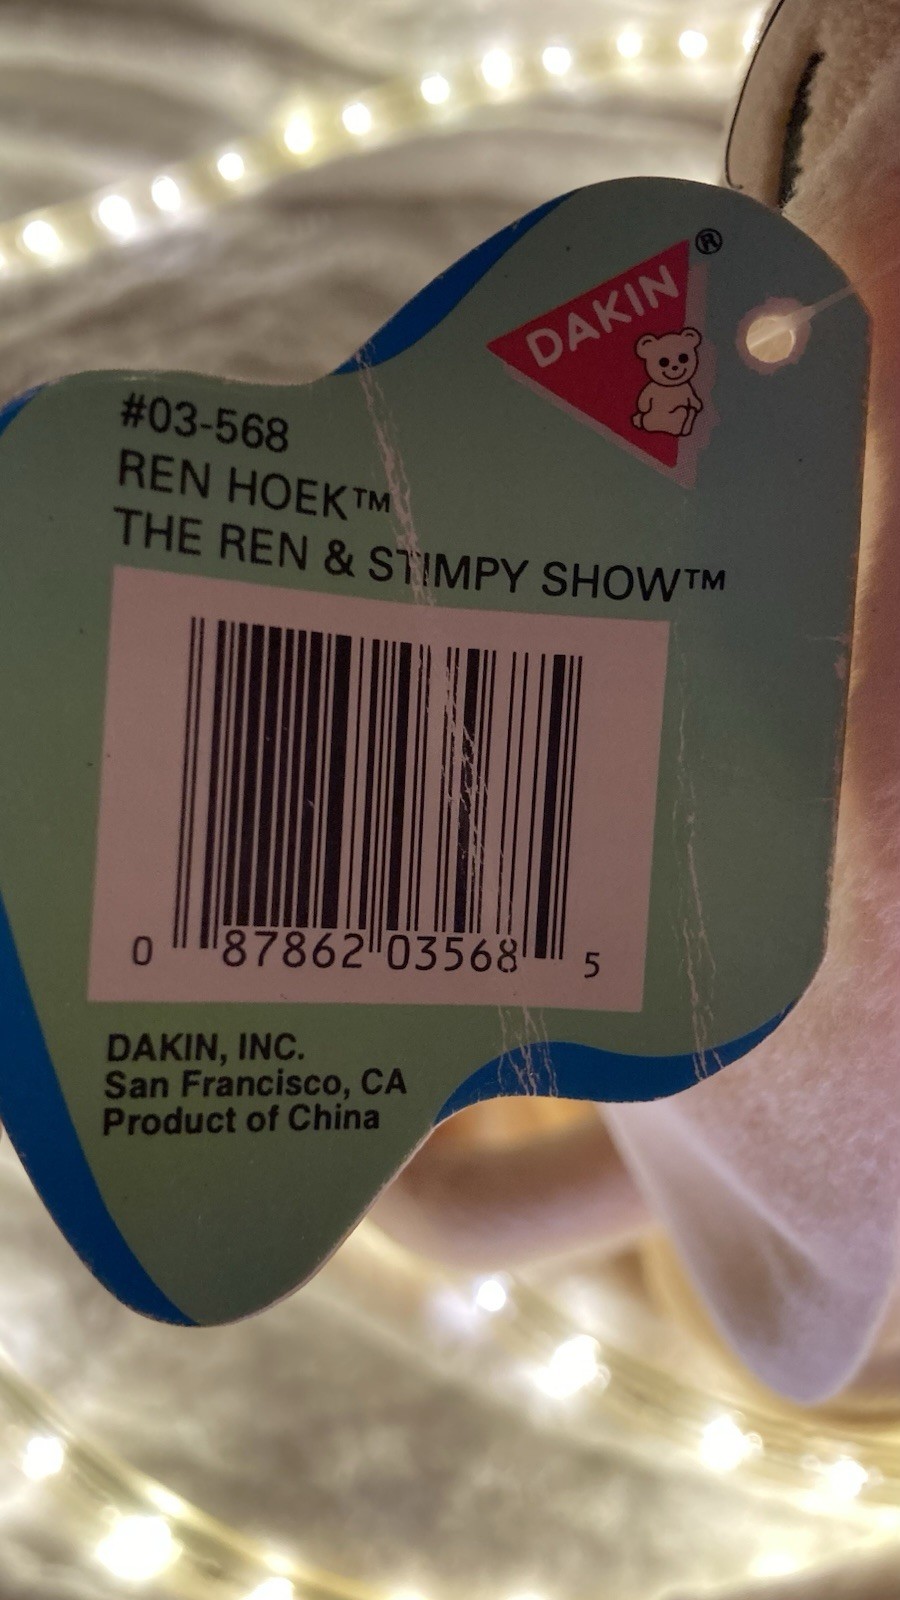 DAKIN®
#03-568
REN HOEK™
THE REN & STIMPY SHOW™
0 87862 03568 5
DAKIN, INC.
San Francisco, CA
Product of China